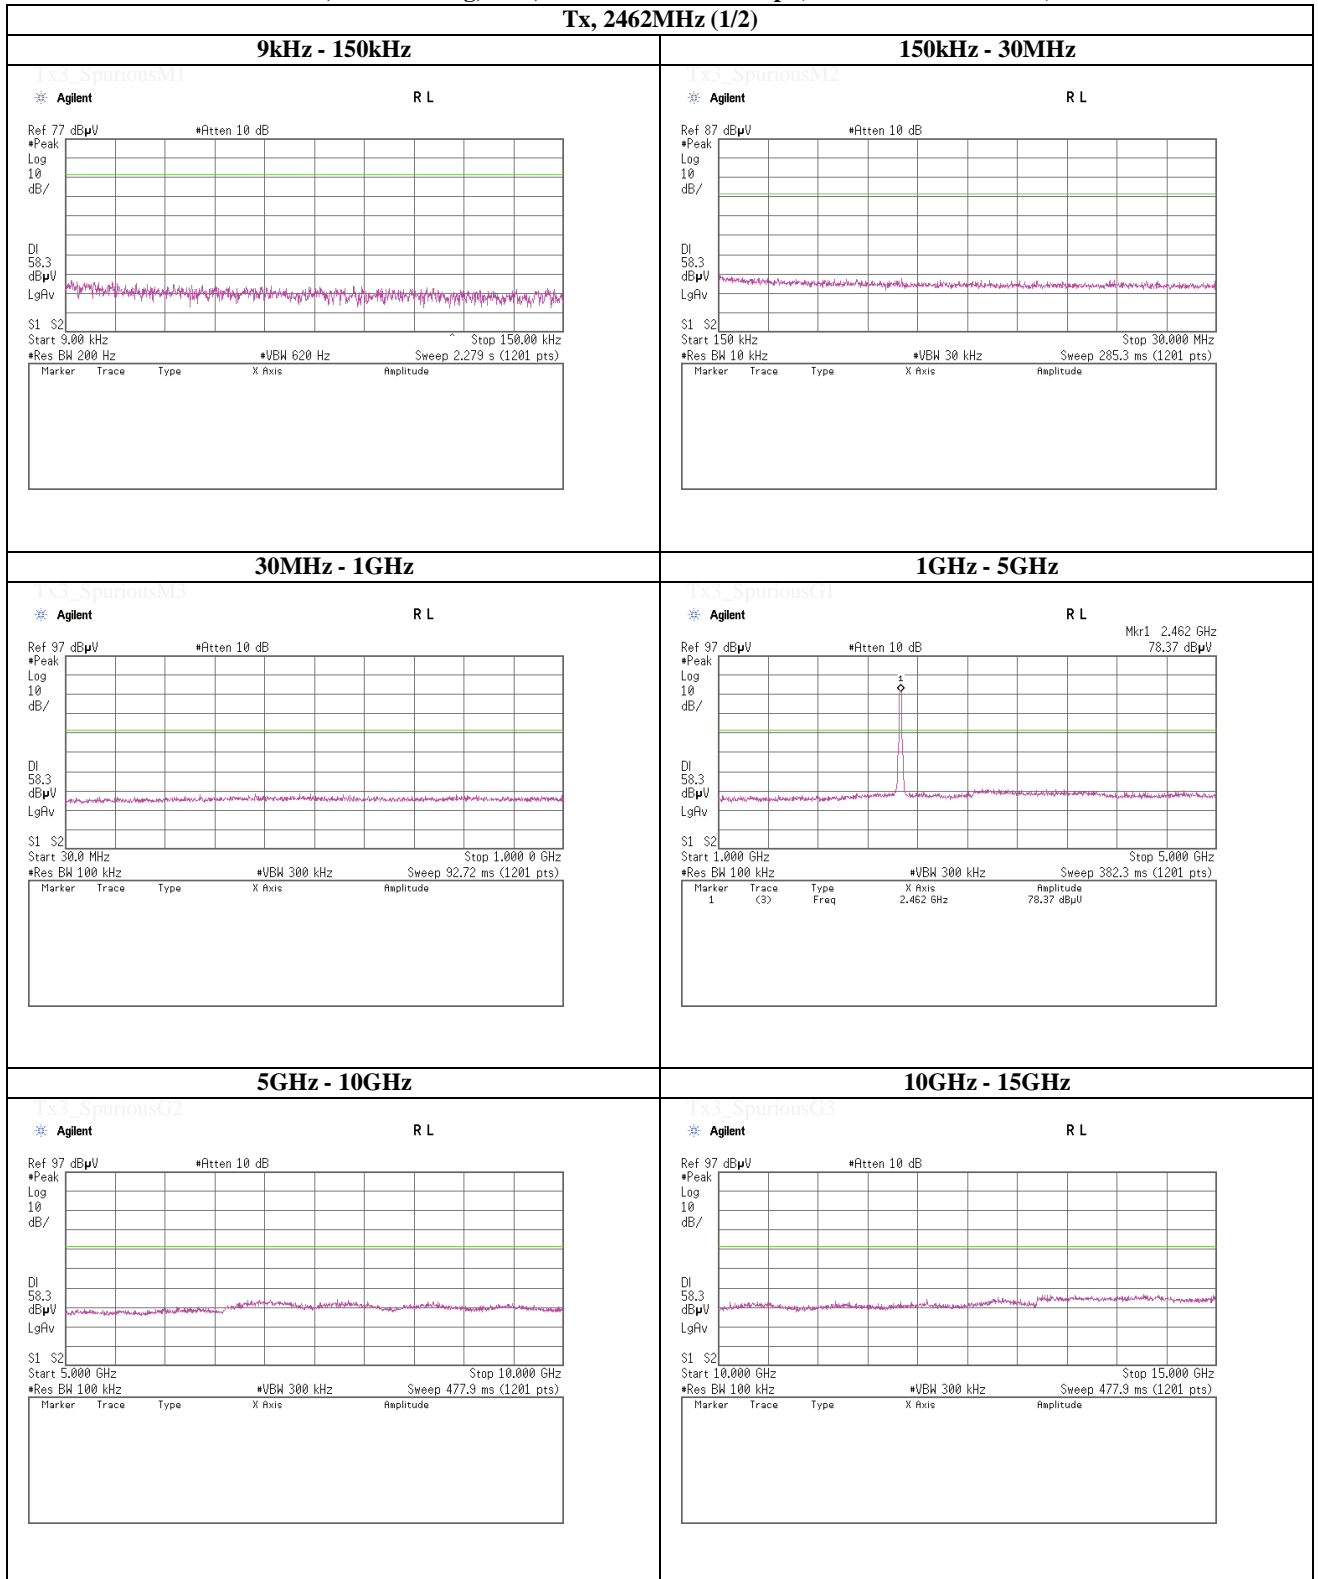 Tx, 2462MHz (1/2)
9kHz - 150kHz
150kHz - 30MHz
Tx3_SpuriousM1
Agilent R L
Ref 77 dBµV #Atten 10 dB
#Peak
Log
10
dB/
DI
58.3
dBµV
LgAv
S1 S2
Start 9.00 kHz ^ Stop 150.00 kHz
#Res BW 200 Hz #VBW 620 Hz Sweep 2.279 s (1201 pts)
Marker Trace Type X Axis Amplitude
Tx3_SpuriousM2
Agilent R L
Ref 87 dBµV #Atten 10 dB
#Peak
Log
10
dB/
DI
58.3
dBµV
LgAv
S1 S2
Start 150 kHz Stop 30.000 MHz
#Res BW 10 kHz #VBW 30 kHz Sweep 285.3 ms (1201 pts)
Marker Trace Type X Axis Amplitude
30MHz - 1GHz
1GHz - 5GHz
Tx3_SpuriousM3
Agilent R L
Ref 97 dBµV #Atten 10 dB
#Peak
Log
10
dB/
DI
58.3
dBµV
LgAv
S1 S2
Start 30.0 MHz Stop 1.000 0 GHz
#Res BW 100 kHz #VBW 300 kHz Sweep 92.72 ms (1201 pts)
Marker Trace Type X Axis Amplitude
Tx3_SpuriousG1
Agilent R L
Mkr1 2.462 GHz
Ref 97 dBµV #Atten 10 dB 78.37 dBµV
#Peak
Log
10
dB/
1
DI
58.3
dBµV
LgAv
S1 S2
Start 1.000 GHz Stop 5.000 GHz
#Res BW 100 kHz #VBW 300 kHz Sweep 382.3 ms (1201 pts)
Marker Trace Type X Axis Amplitude
1 (3) Freq 2.462 GHz 78.37 dBµV
5GHz - 10GHz
10GHz - 15GHz
Tx3_SpuriousG2
Agilent R L
Ref 97 dBµV #Atten 10 dB
#Peak
Log
10
dB/
DI
58.3
dBµV
LgAv
S1 S2
Start 5.000 GHz Stop 10.000 GHz
#Res BW 100 kHz #VBW 300 kHz Sweep 477.9 ms (1201 pts)
Marker Trace Type X Axis Amplitude
Tx3_SpuriousG3
Agilent R L
Ref 97 dBµV #Atten 10 dB
#Peak
Log
10
dB/
DI
58.3
dBµV
LgAv
S1 S2
Start 10.000 GHz Stop 15.000 GHz
#Res BW 100 kHz #VBW 300 kHz Sweep 477.9 ms (1201 pts)
Marker Trace Type X Axis Amplitude